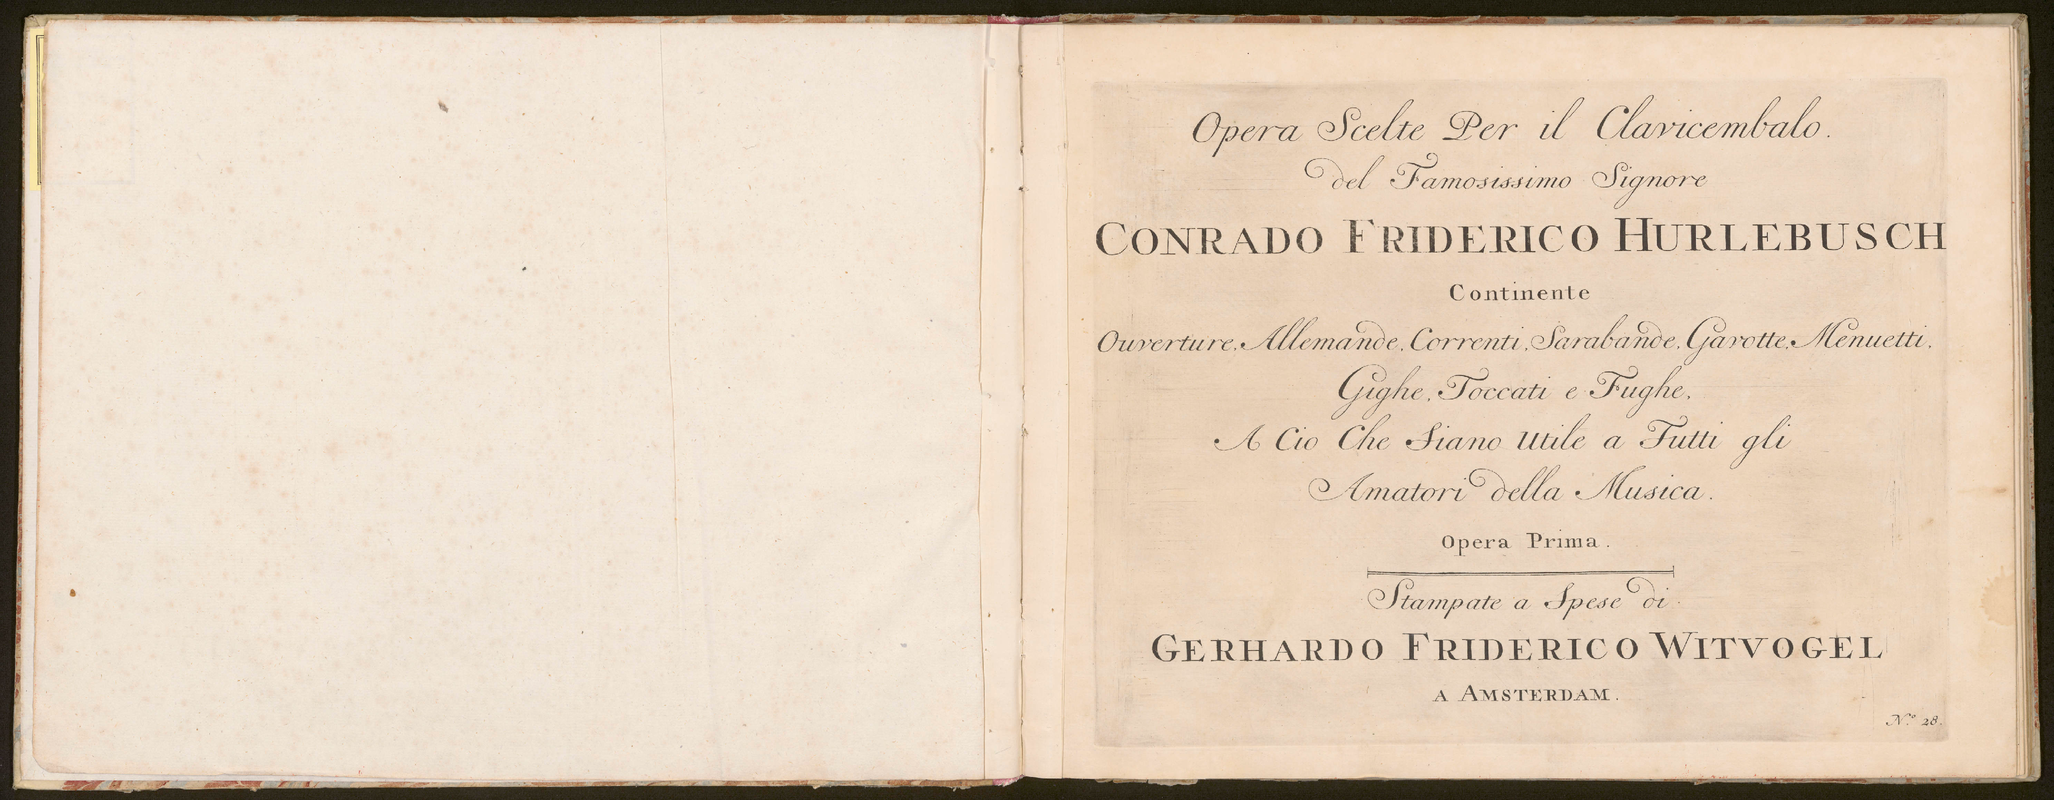 Opera Scelte Per il Clavicembalo.
del Famosissimo Signore
CONRADO FRIDERICO HURLEBUSCH
Continente
Ouverture, Allemande, Correnti, Sarabande, Gavotte, Menuetti.
Gighe, Toccati e Fughe,
A Cio Che Siano Utile a Tutti gli
Amatori della Musica.
Opera Prima.
Stampate a Spese di
GERHARDO FRIDERICO WITVOGEL
A AMSTERDAM.
N.º 28.